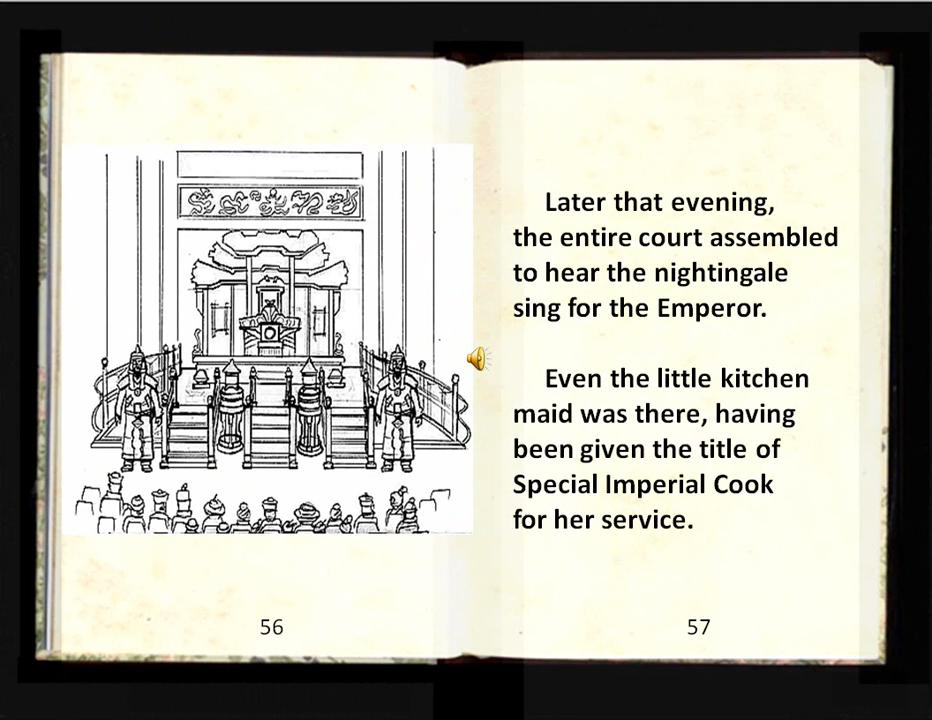 Later that evening,
the entire court assembled
to hear the nightingale
sing for the Emperor.
Even the little kitchen
maid was there, having
been given the title of
Special Imperial Cook
for her service.
56
57